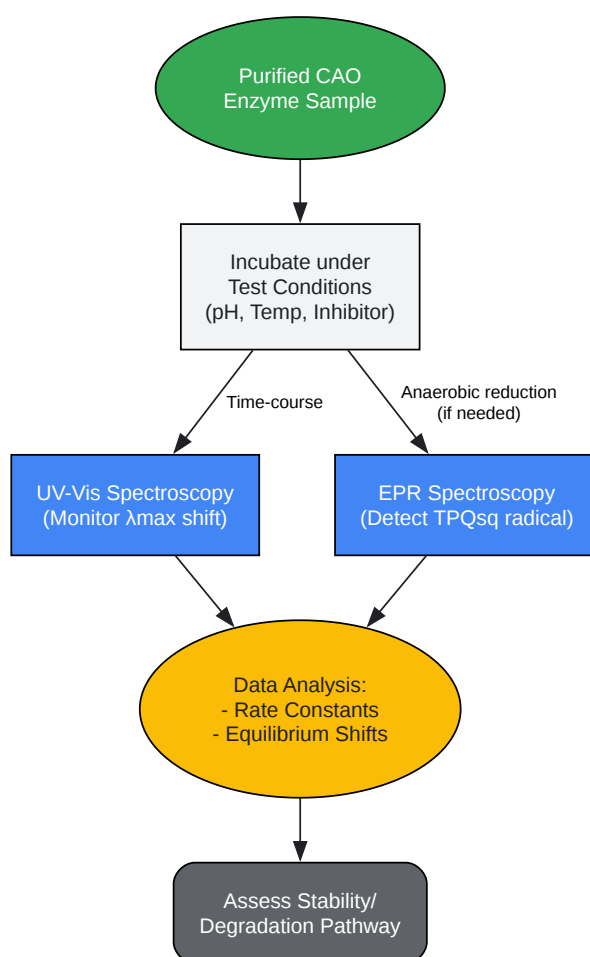 Purified CAO
Enzyme Sample
Incubate under
Test Conditions
(pH, Temp, Inhibitor)
Time-course
Anaerobic reduction
(if needed)
UV-Vis Spectroscopy
(Monitor λmax shift)
EPR Spectroscopy
(Detect TPQsq radical)
Data Analysis:
- Rate Constants
- Equilibrium Shifts
Assess Stability/
Degradation Pathway